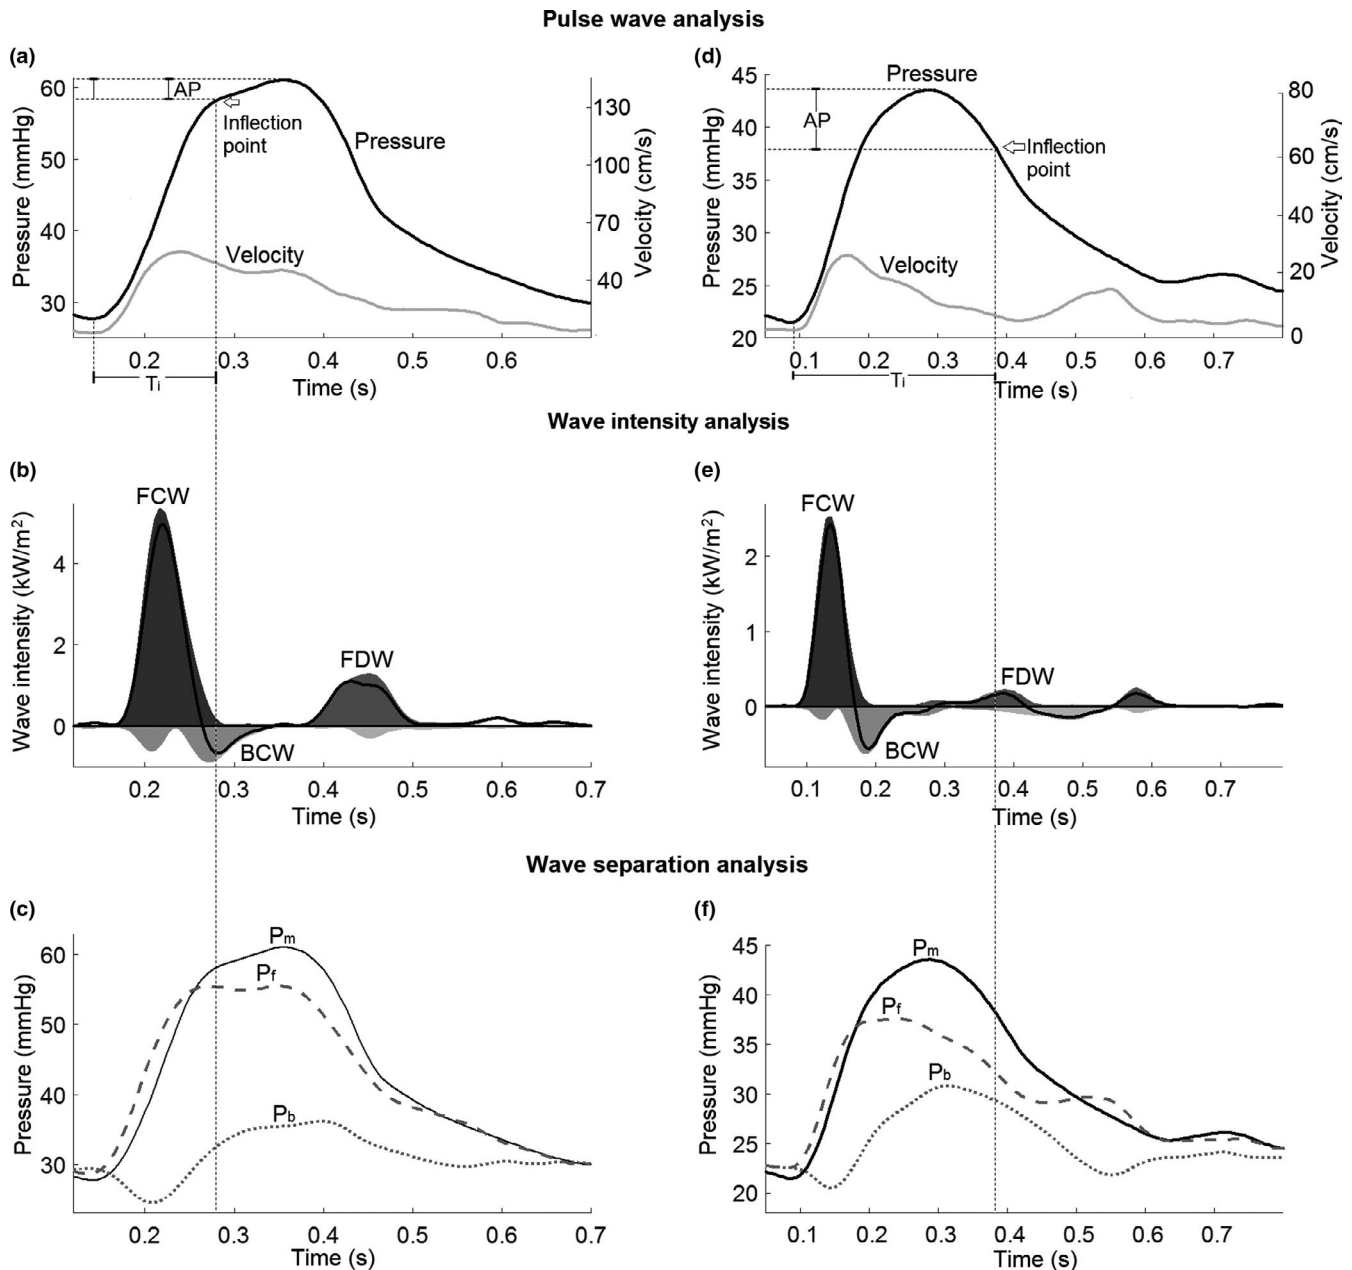 Pulse wave analysis
(a)
Pressure (mmHg)
60
50
40
30
AP
Inflection
point
Pressure
Velocity
130
100
70
40
Velocity (cm/s)
0.2 0.3 0.4 0.5 0.6
Ti
Time (s)
(d)
Pressure (mmHg)
45
40
35
30
25
20
Pressure
AP
Inflection
point
Velocity
80
60
40
20
0
Velocity (cm/s)
0.1 0.2 0.3 0.4 0.5 0.6 0.7
Ti
Time (s)
Wave intensity analysis
(b)
Wave intensity (kW/m²)
4
2
0
FCW
FDW
BCW
0.2 0.3 0.4 0.5 0.6 0.7
Time (s)
(e)
Wave intensity (kW/m²)
2
1
0
FCW
FDW
BCW
0.1 0.2 0.3 0.4 0.5 0.6 0.7
Time (s)
Wave separation analysis
(c)
Pressure (mmHg)
60
50
40
30
Pm
Pf
Pb
0.2 0.3 0.4 0.5 0.6 0.7
Time (s)
(f)
Pressure (mmHg)
45
40
35
30
25
20
Pm
Pf
Pb
0.1 0.2 0.3 0.4 0.5 0.6 0.7
Time (s)